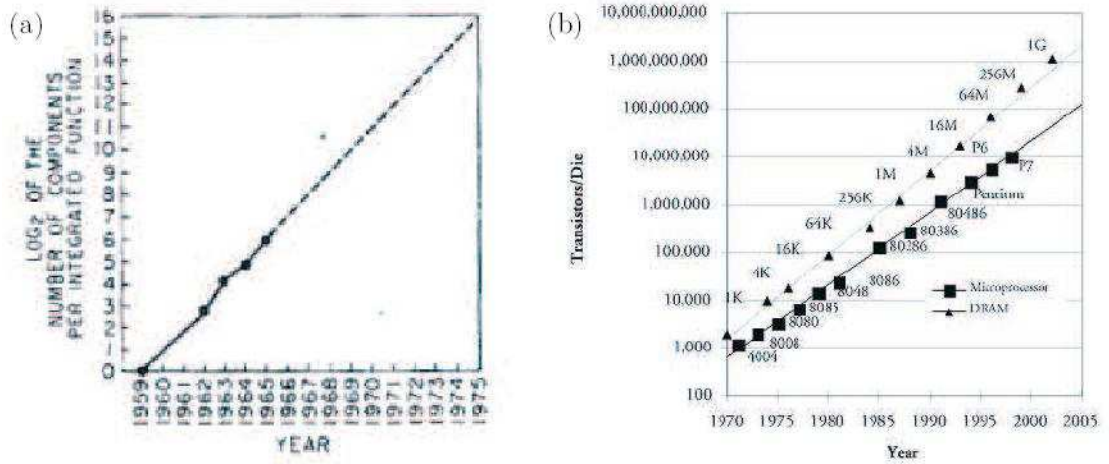 (a)
LOG2 OF THE
NUMBER OF COMPONENTS
PER INTEGRATED FUNCTION
16
15
14
13
12
11
10
9
8
7
6
5
4
3
2
1
0
1959
1960
1961
1962
1963
1964
1965
1966
1967
1968
1969
1970
1971
1972
1973
1974
1975
YEAR
(b)
Transistors/Die
10,000,000,000
1,000,000,000
100,000,000
10,000,000
1,000,000
100,000
10,000
1,000
100
1G
256M
64M
16M
4M
1M
256K
64K
16K
4K
1K
P6
P7
Pentium
80486
80386
80286
8086
8048
8085
8080
8008
4004
Microprocessor
DRAM
1970
1975
1980
1985
1990
1995
2000
2005
Year